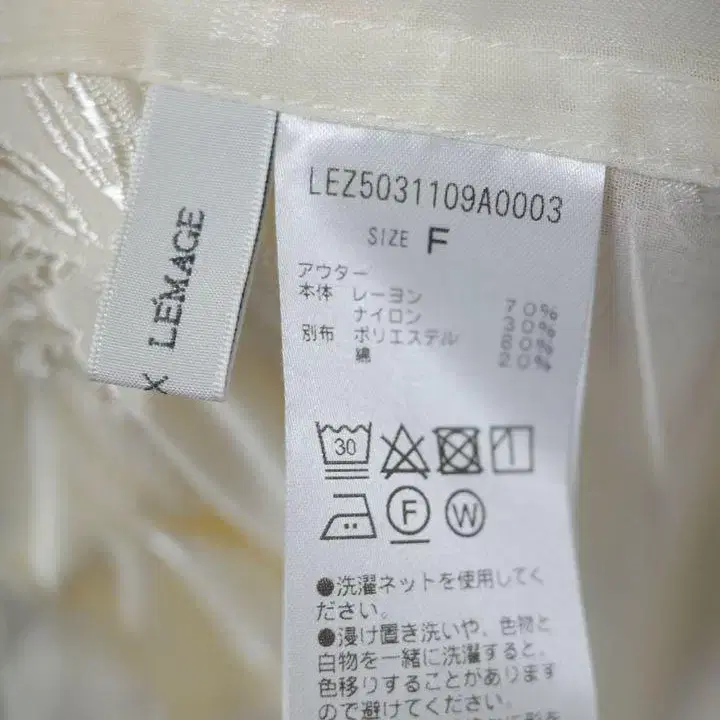 × LÉMAGE
LEZ5031109A0003
SIZE F
アウター
本体 レーヨン 70%
ナイロン 30%
別布 ポリエステル 80%
綿 20%
30
F W
●洗濯ネットを使用してく
ださい。
●浸け置き洗いや、色物と
白物を一緒に洗濯すると、
色移りすることがあります
ので避けてください。